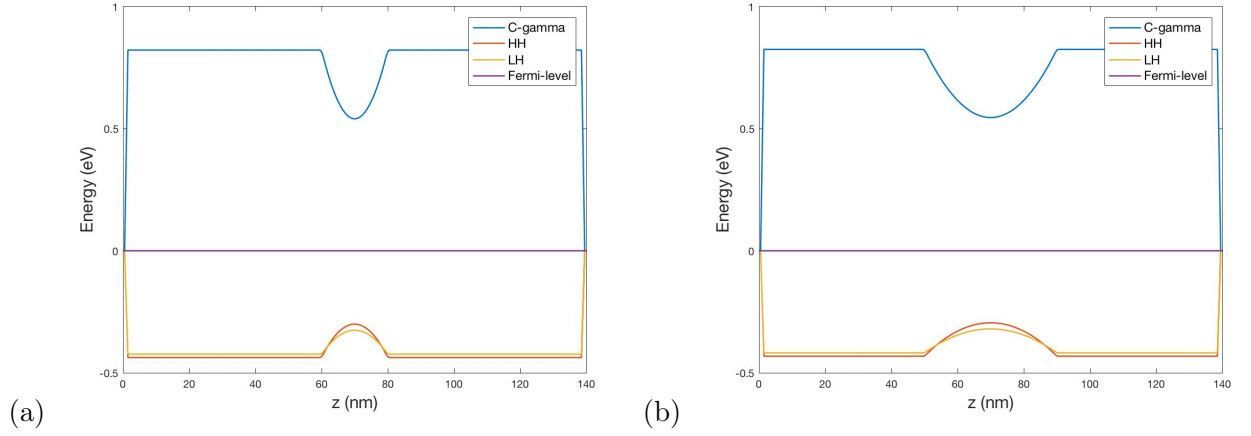 1
0.5
0
-0.5
0 20 40 60 80 100 120 140
Energy (eV)
z (nm)
C-gamma
HH
LH
Fermi-level
(a)
1
0.5
0
-0.5
0 20 40 60 80 100 120 140
Energy (eV)
z (nm)
C-gamma
HH
LH
Fermi-level
(b)